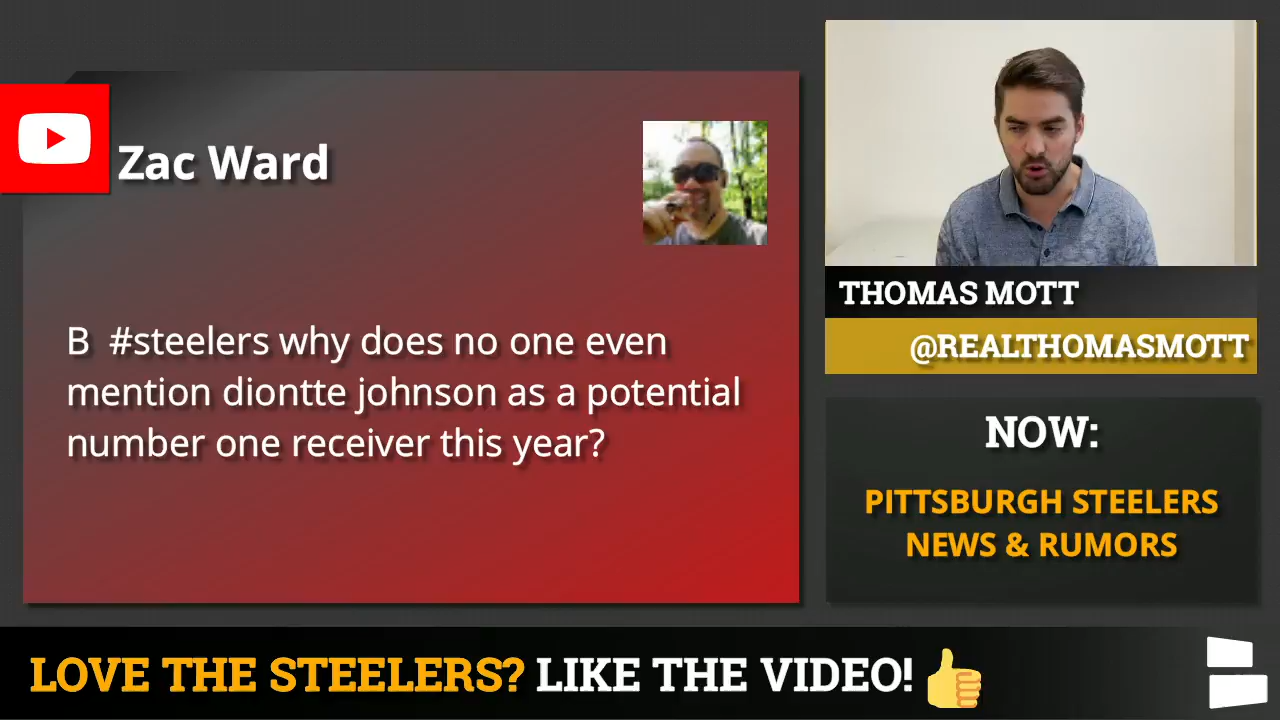 Zac Ward
B #steelers why does no one even
mention diontte johnson as a potential
number one receiver this year?
THOMAS MOTT
@REALTHOMASMOTT
NOW:
PITTSBURGH STEELERS
NEWS & RUMORS
LOVE THE STEELERS? LIKE THE VIDEO!